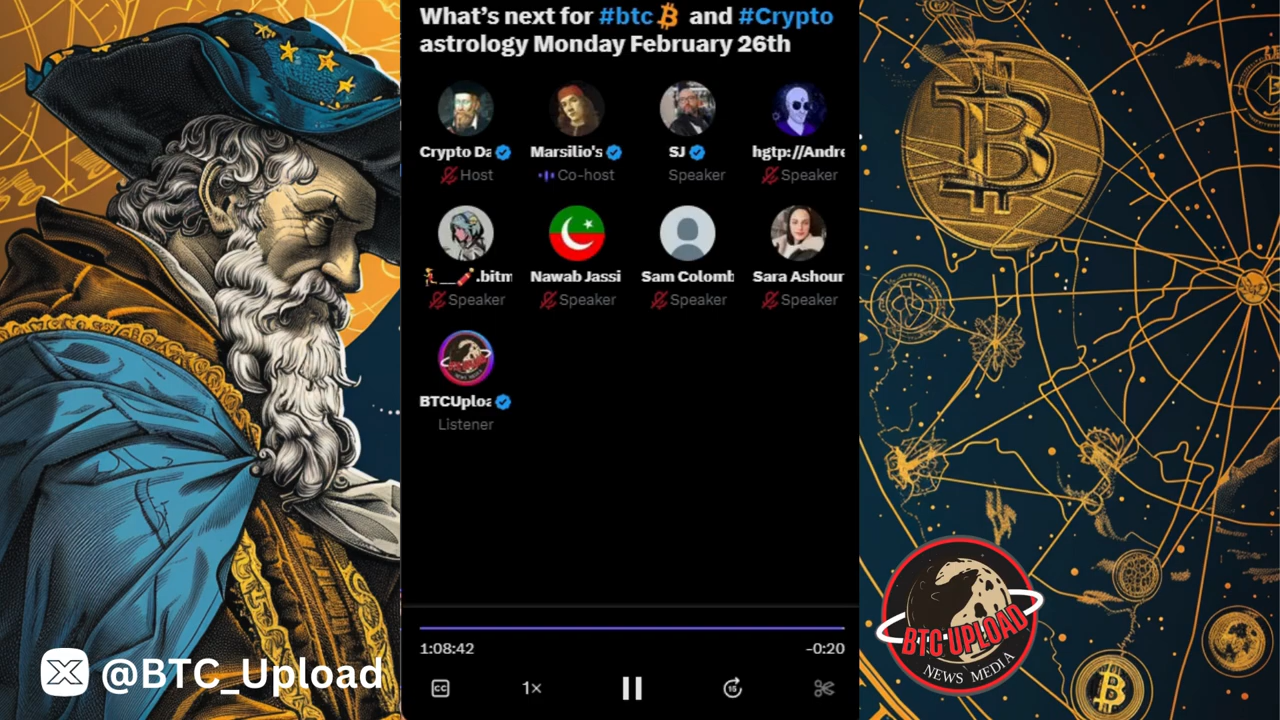 What's next for #btc and #Crypto
astrology Monday February 26th
Crypto Da
Host
Marsilio's
Co-host
SJ
Speaker
hgtp://Andre
Speaker
.bitm
Speaker
Nawab Jassi
Speaker
Sam Colomb
Speaker
Sara Ashour
Speaker
BTCUploa
Listener
1:08:42
-0:20
CC
1×
15
@BTC_Upload
BTC UPLOAD
NEWS MEDIA